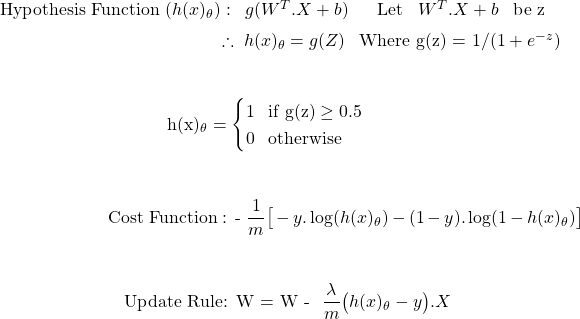 Hypothesis Function (h(x)_θ) : g(W^T.X + b) Let W^T.X + b be z
∴ h(x)_θ = g(Z) Where g(z) = 1/(1 + e^{−z})
h(x)_θ = { 1 if g(z) ≥ 0.5
0 otherwise
Cost Function : - 1/m [ − y. log(h(x)_θ) − (1 − y). log(1 − h(x)_θ) ]
Update Rule: W = W - λ/m (h(x)_θ − y).X